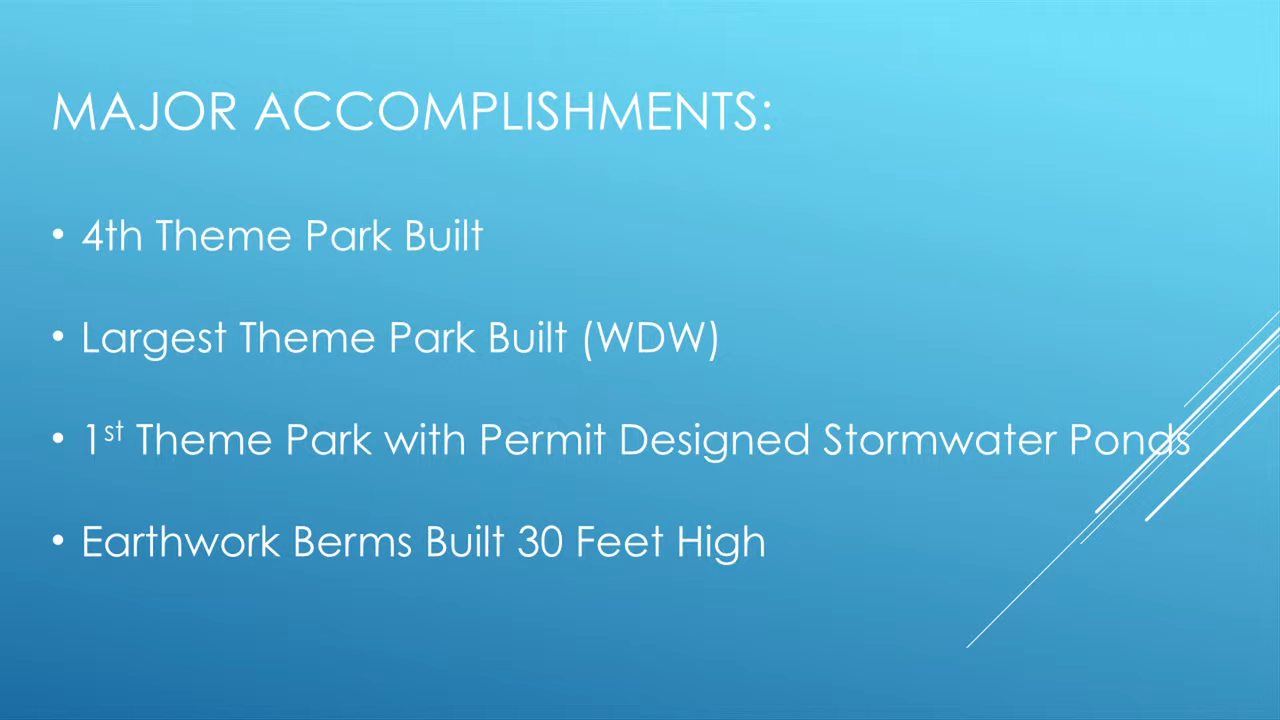 MAJOR ACCOMPLISHMENTS:
• 4th Theme Park Built
• Largest Theme Park Built (WDW)
• 1st Theme Park with Permit Designed Stormwater Ponds
• Earthwork Berms Built 30 Feet High